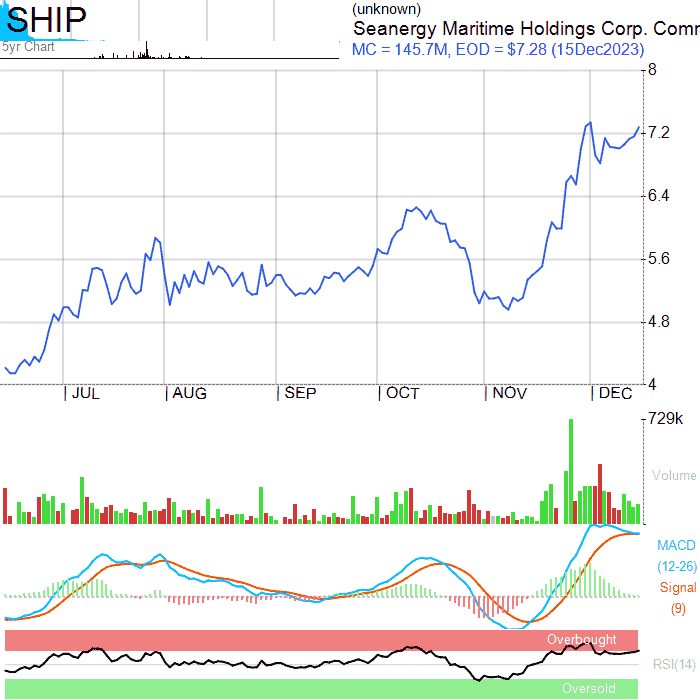 SHIP
(unknown)
Seanergy Maritime Holdings Corp. Comm
5yr Chart
MC = 145.7M, EOD = $7.28 (15Dec2023)
8
7.2
6.4
5.6
4.8
4
JUL AUG SEP OCT NOV DEC
729k
Volume
MACD
(12-26)
Signal
(9)
Overbought
RSI(14)
Oversold